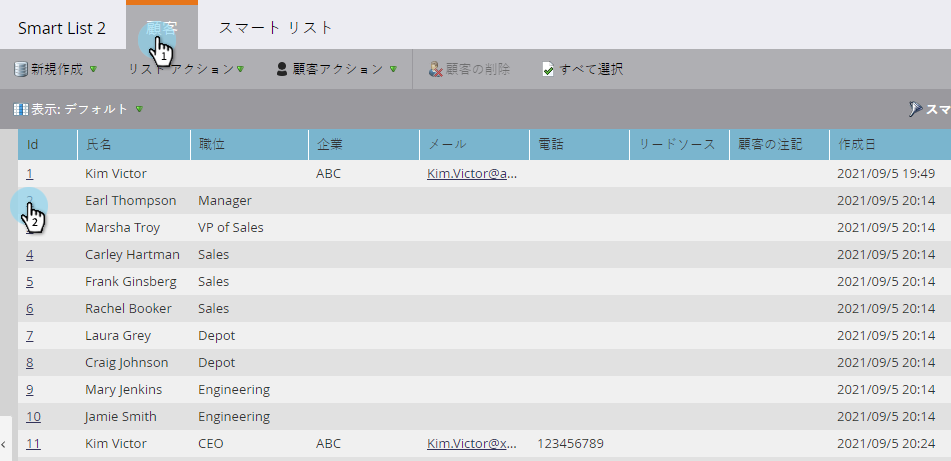 Smart List 2 顧客 スマート リスト
1
新規作成 リスト アクション 顧客アクション 顧客の削除 すべて選択
表示: デフォルト スマ
Id 氏名 職位 企業 メール 電話 リードソース 顧客の注記 作成日
1 Kim Victor ABC Kim.Victor@a... 2021/09/5 19:49
2 Earl Thompson Manager 2021/09/5 20:14
2
Marsha Troy VP of Sales 2021/09/5 20:14
4 Carley Hartman Sales 2021/09/5 20:14
5 Frank Ginsberg Sales 2021/09/5 20:14
6 Rachel Booker Sales 2021/09/5 20:14
7 Laura Grey Depot 2021/09/5 20:14
8 Craig Johnson Depot 2021/09/5 20:14
9 Mary Jenkins Engineering 2021/09/5 20:14
10 Jamie Smith Engineering 2021/09/5 20:14
11 Kim Victor CEO ABC Kim.Victor@x... 123456789 2021/09/5 20:24